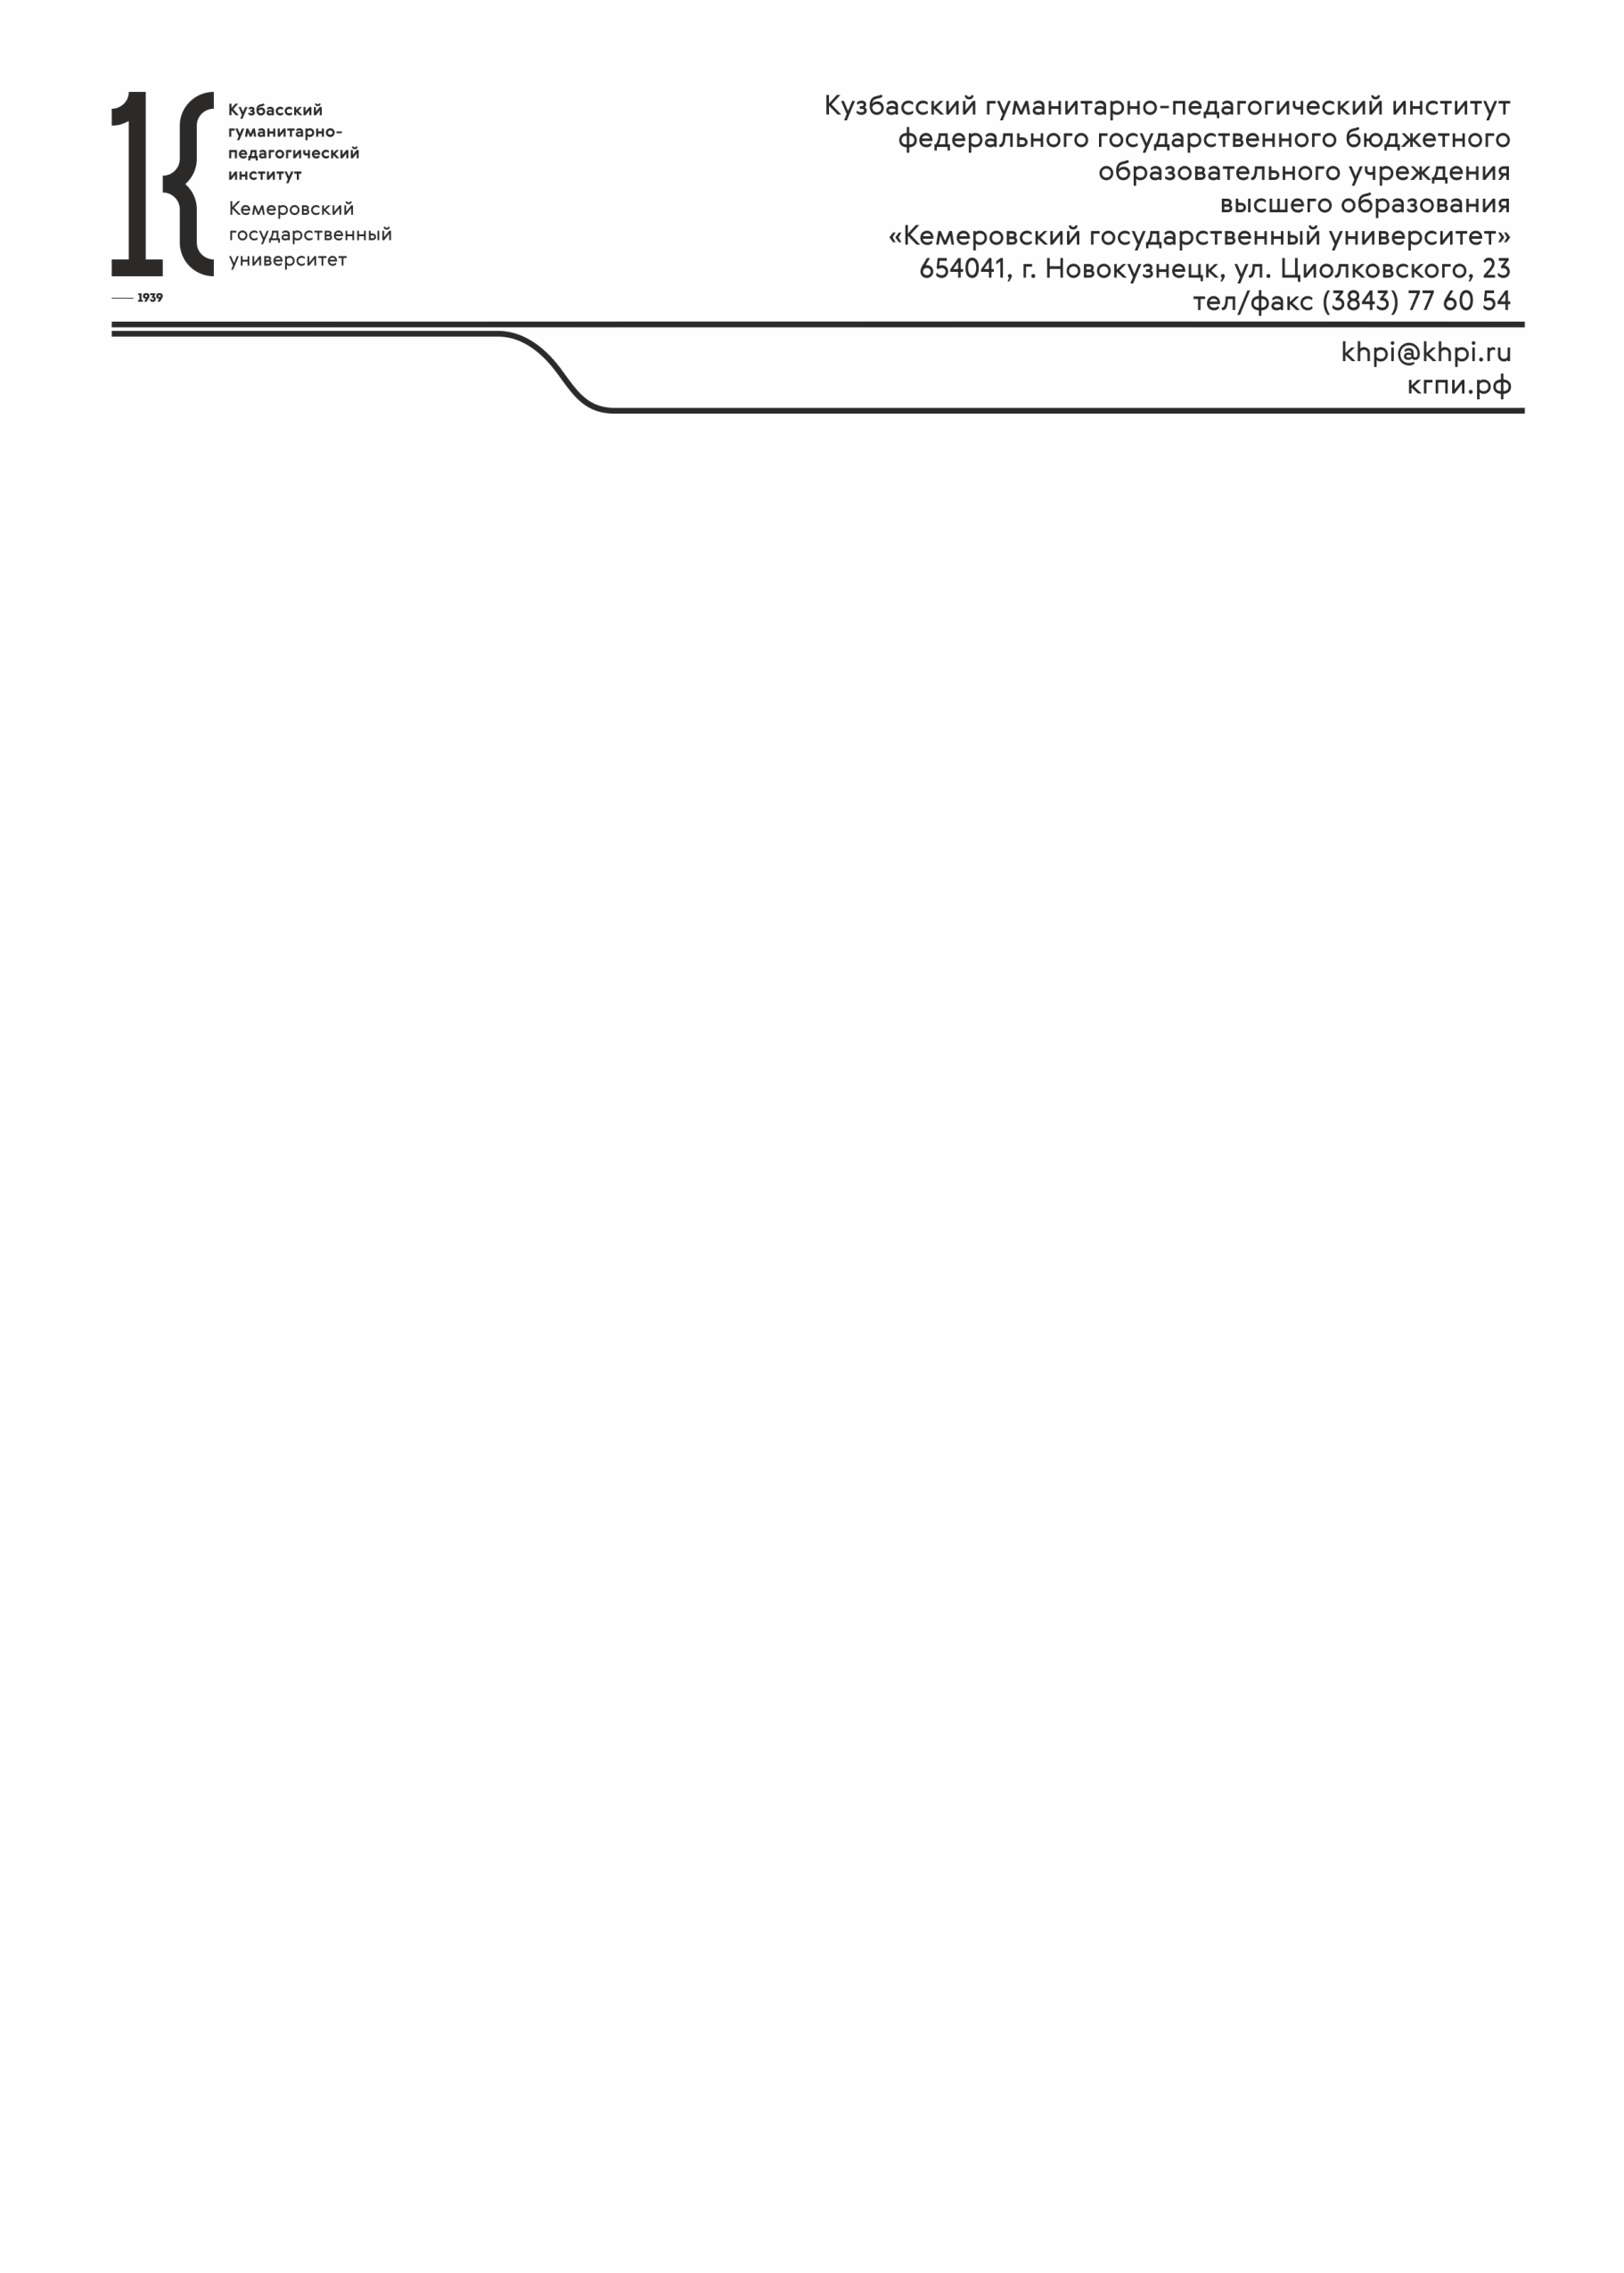 Кузбасский
гуманитарно-
педагогический
институт
Кемеровский
государственный
университет
1939
Кузбасский гуманитарно-педагогический институт
федерального государственного бюджетного
образовательного учреждения
высшего образования
«Кемеровский государственный университет»
654041, г. Новокузнецк, ул. Циолковского, 23
тел/факс (3843) 77 60 54
khpi@khpi.ru
кгпи.рф